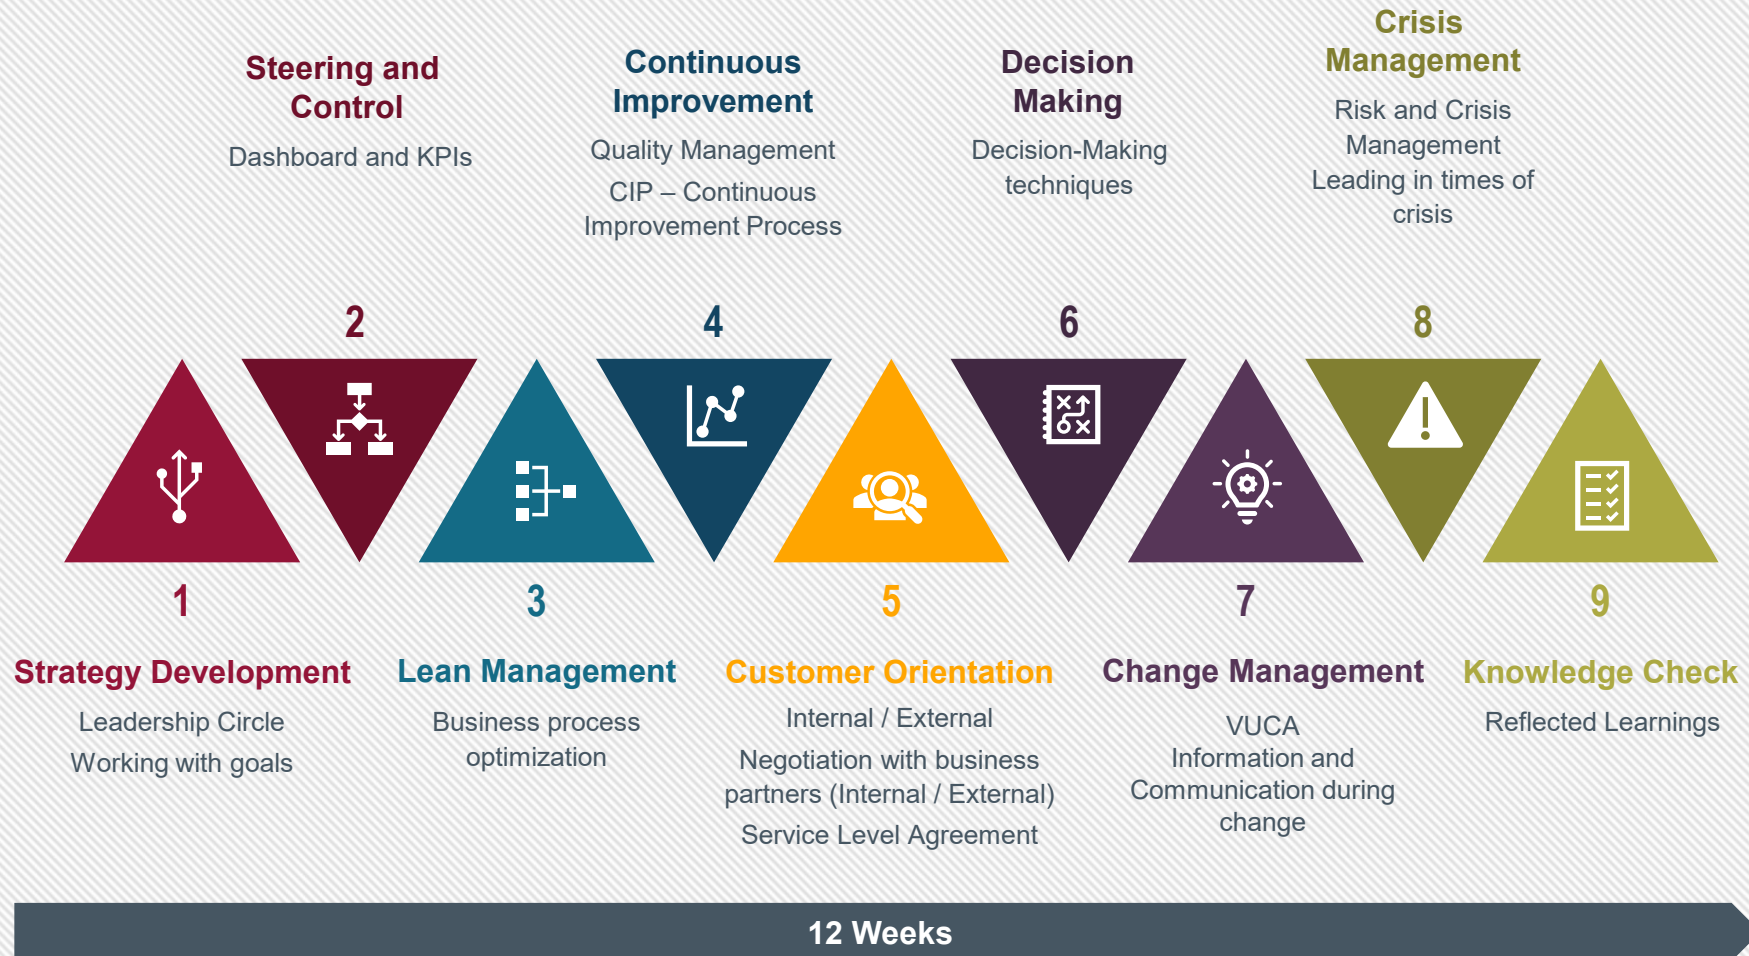 Steering and
Control
Dashboard and KPIs
Continuous
Improvement
Quality Management
CIP – Continuous
Improvement Process
Decision
Making
Decision-Making
techniques
Crisis
Management
Risk and Crisis
Management
Leading in times of
crisis
2
4
6
8
1
3
5
7
9
Strategy Development
Leadership Circle
Working with goals
Lean Management
Business process
optimization
Customer Orientation
Internal / External
Negotiation with business
partners (Internal / External)
Service Level Agreement
Change Management
VUCA
Information and
Communication during
change
Knowledge Check
Reflected Learnings
12 Weeks